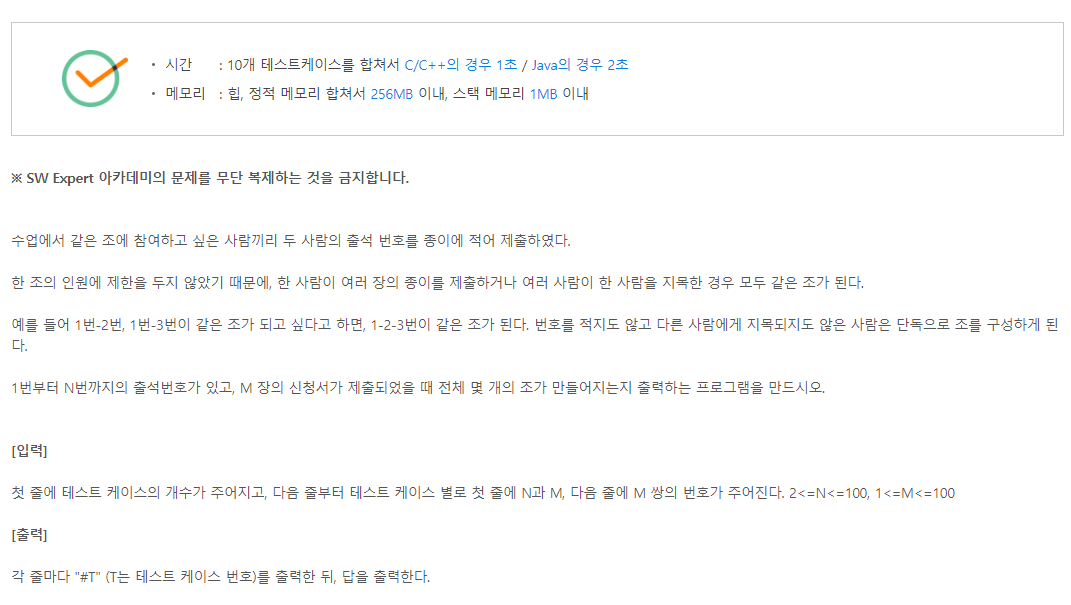 ・ 시간 : 10개 테스트케이스를 합쳐서 C/C++의 경우 1초 / Java의 경우 2초
・ 메모리 : 힙, 정적 메모리 합쳐서 256MB 이내, 스택 메모리 1MB 이내
※ SW Expert 아카데미의 문제를 무단 복제하는 것을 금지합니다.
수업에서 같은 조에 참여하고 싶은 사람끼리 두 사람의 출석 번호를 종이에 적어 제출하였다.
한 조의 인원에 제한을 두지 않았기 때문에, 한 사람이 여러 장의 종이를 제출하거나 여러 사람이 한 사람을 지목한 경우 모두 같은 조가 된다.
예를 들어 1번-2번, 1번-3번이 같은 조가 되고 싶다고 하면, 1-2-3번이 같은 조가 된다. 번호를 적지도 않고 다른 사람에게 지목되지도 않은 사람은 단독으로 조를 구성하게 된
다.
1번부터 N번까지의 출석번호가 있고, M 장의 신청서가 제출되었을 때 전체 몇 개의 조가 만들어지는지 출력하는 프로그램을 만드시오.
[입력]
첫 줄에 테스트 케이스의 개수가 주어지고, 다음 줄부터 테스트 케이스 별로 첫 줄에 N과 M, 다음 줄에 M 쌍의 번호가 주어진다. 2<=N<=100, 1<=M<=100
[출력]
각 줄마다 "#T" (T는 테스트 케이스 번호)를 출력한 뒤, 답을 출력한다.